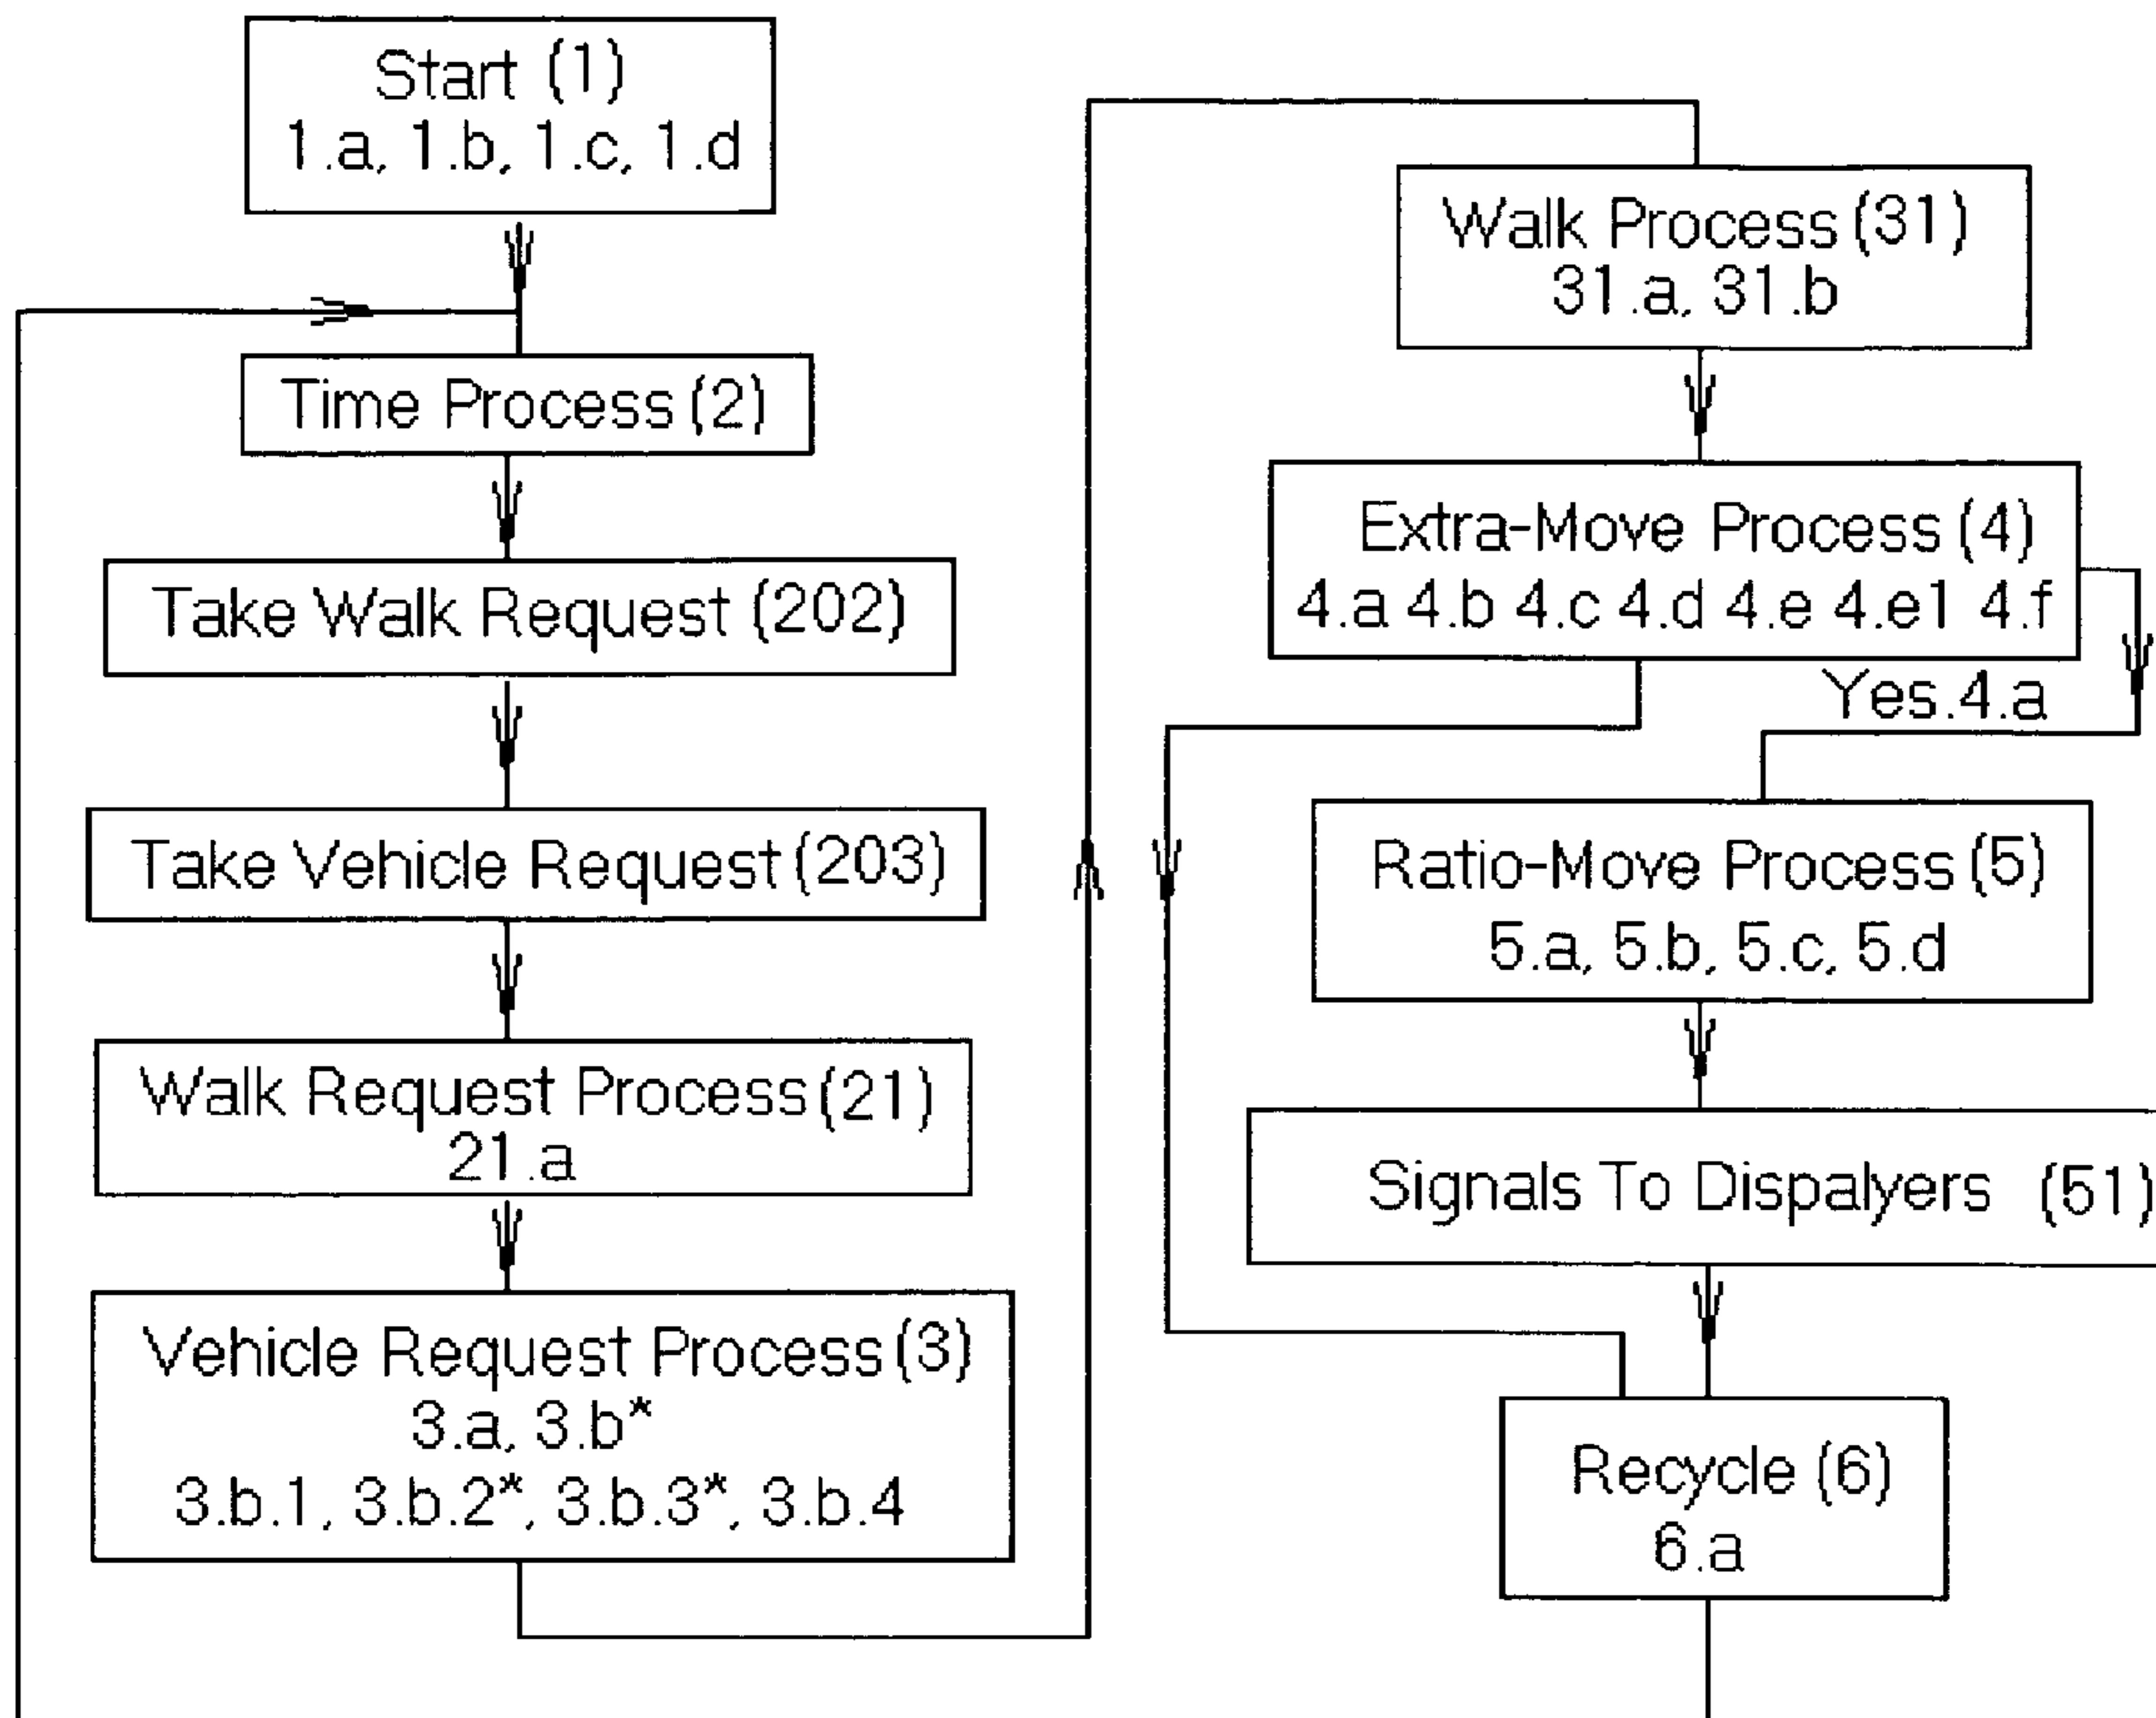 Start (1)
1.a, 1.b, 1.c, 1.d
Time Process (2)
Take Walk Request (202)
Take Vehicle Request (203)
Walk Request Process (21)
21.a
Vehicle Request Process (3)
3.a, 3.b*
3.b.1, 3.b.2*, 3.b.3*, 3.b.4
Walk Process (31)
31.a, 31.b
Extra-Move Process (4)
4.a 4.b 4.c 4.d 4.e 4.e1 4.f
Yes.4.a
Ratio-Move Process (5)
5.a, 5.b, 5.c, 5.d
Signals To Dispalyers (51)
Recycle (6)
6.a